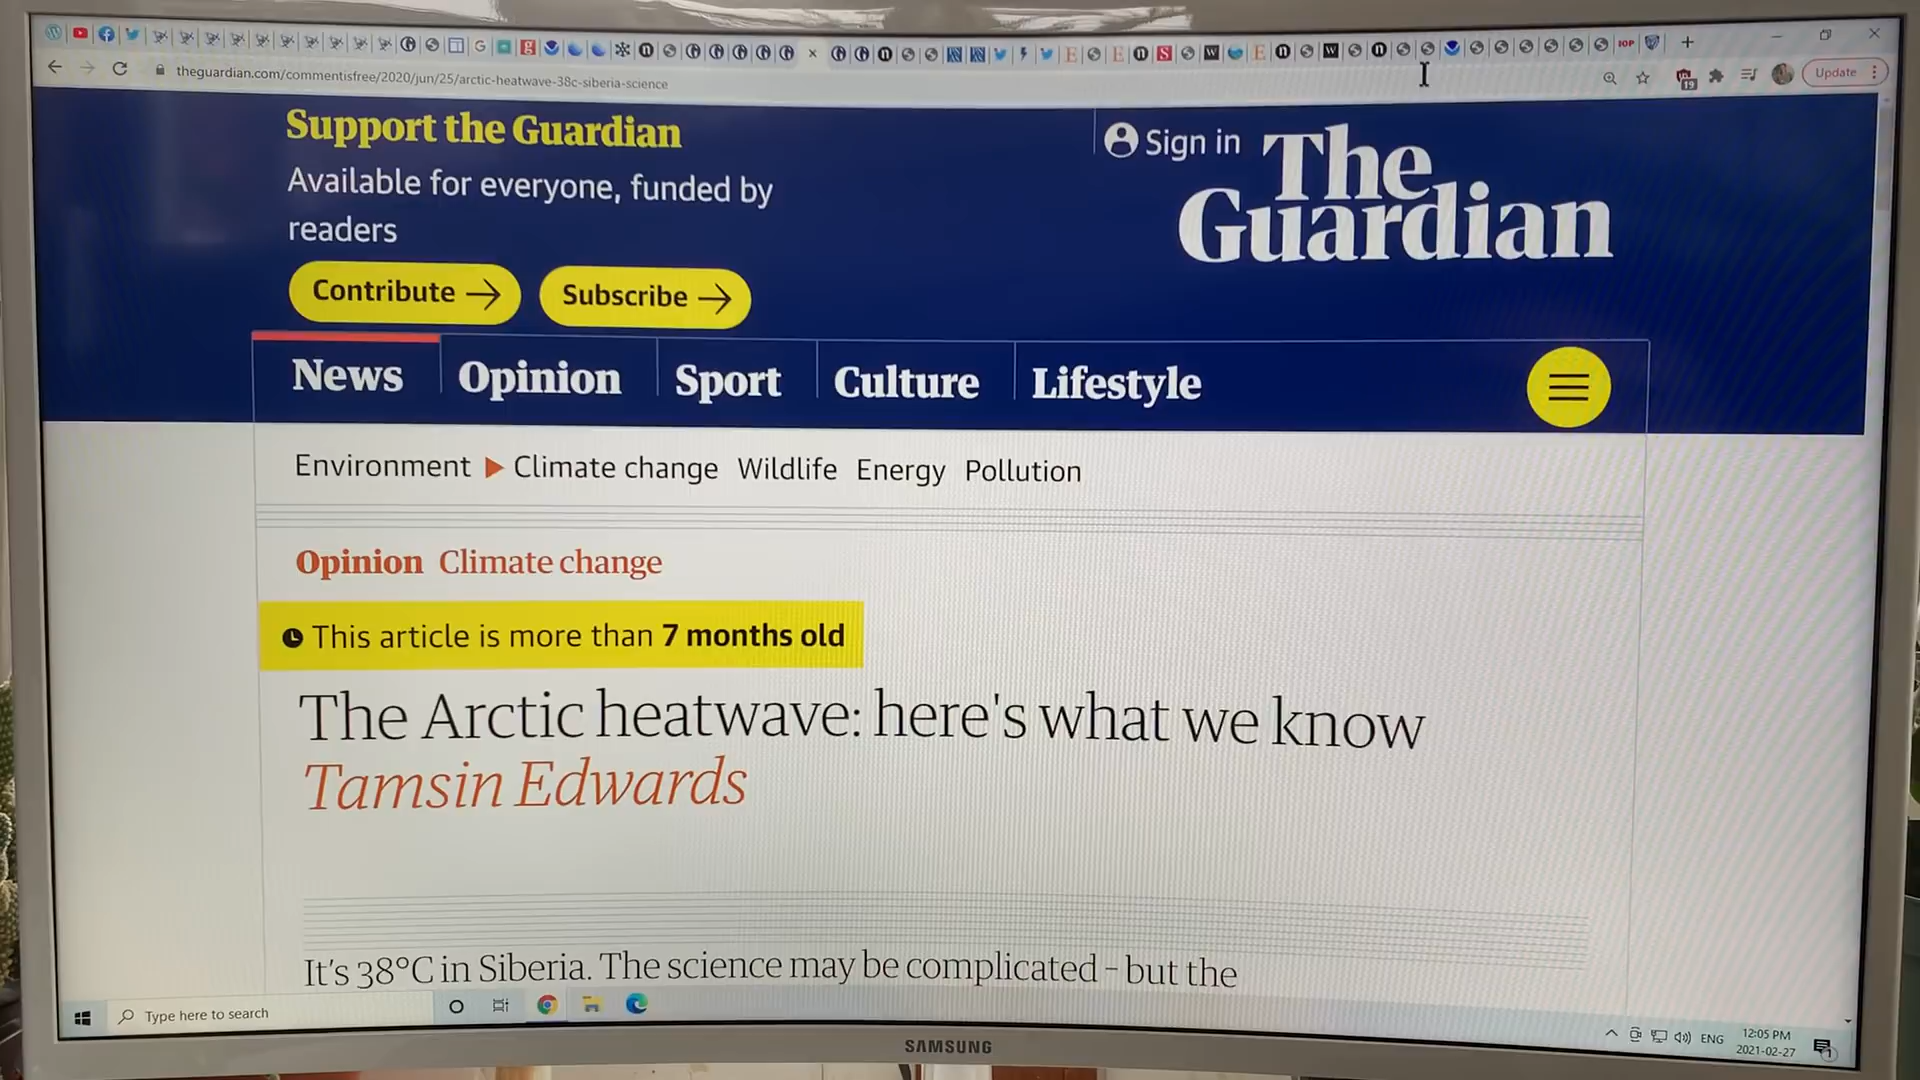 theguardian.com/commentisfree/2020/jun/25/arctic-heatwave-38c-siberia-science
Update
Support the Guardian
Available for everyone, funded by
readers
Contribute
Subscribe
Sign in
The
Guardian
News
Opinion
Sport
Culture
Lifestyle
Environment Climate change Wildlife Energy Pollution
Opinion Climate change
This article is more than 7 months old
The Arctic heatwave: here's what we know
Tamsin Edwards
It's 38°C in Siberia. The science may be complicated – but the
Type here to search
ENG
12:05 PM
2021-02-27
SAMSUNG